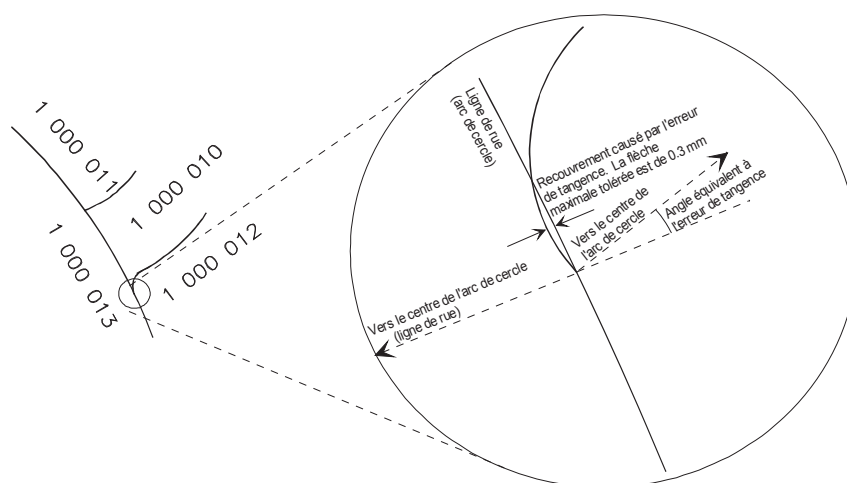 1 000 011
1 000 010
1 000 012
1 000 013
Ligne de rue
(arc de cercle)
Recouvrement causé par l'erreur
de tangence. La flèche
maximale tolérée est de 0.3 mm
Vers le centre de
l'arc de cercle
Angle équivalent à
l'erreur de tangence
Vers le centre de l'arc de cercle
(ligne de rue)